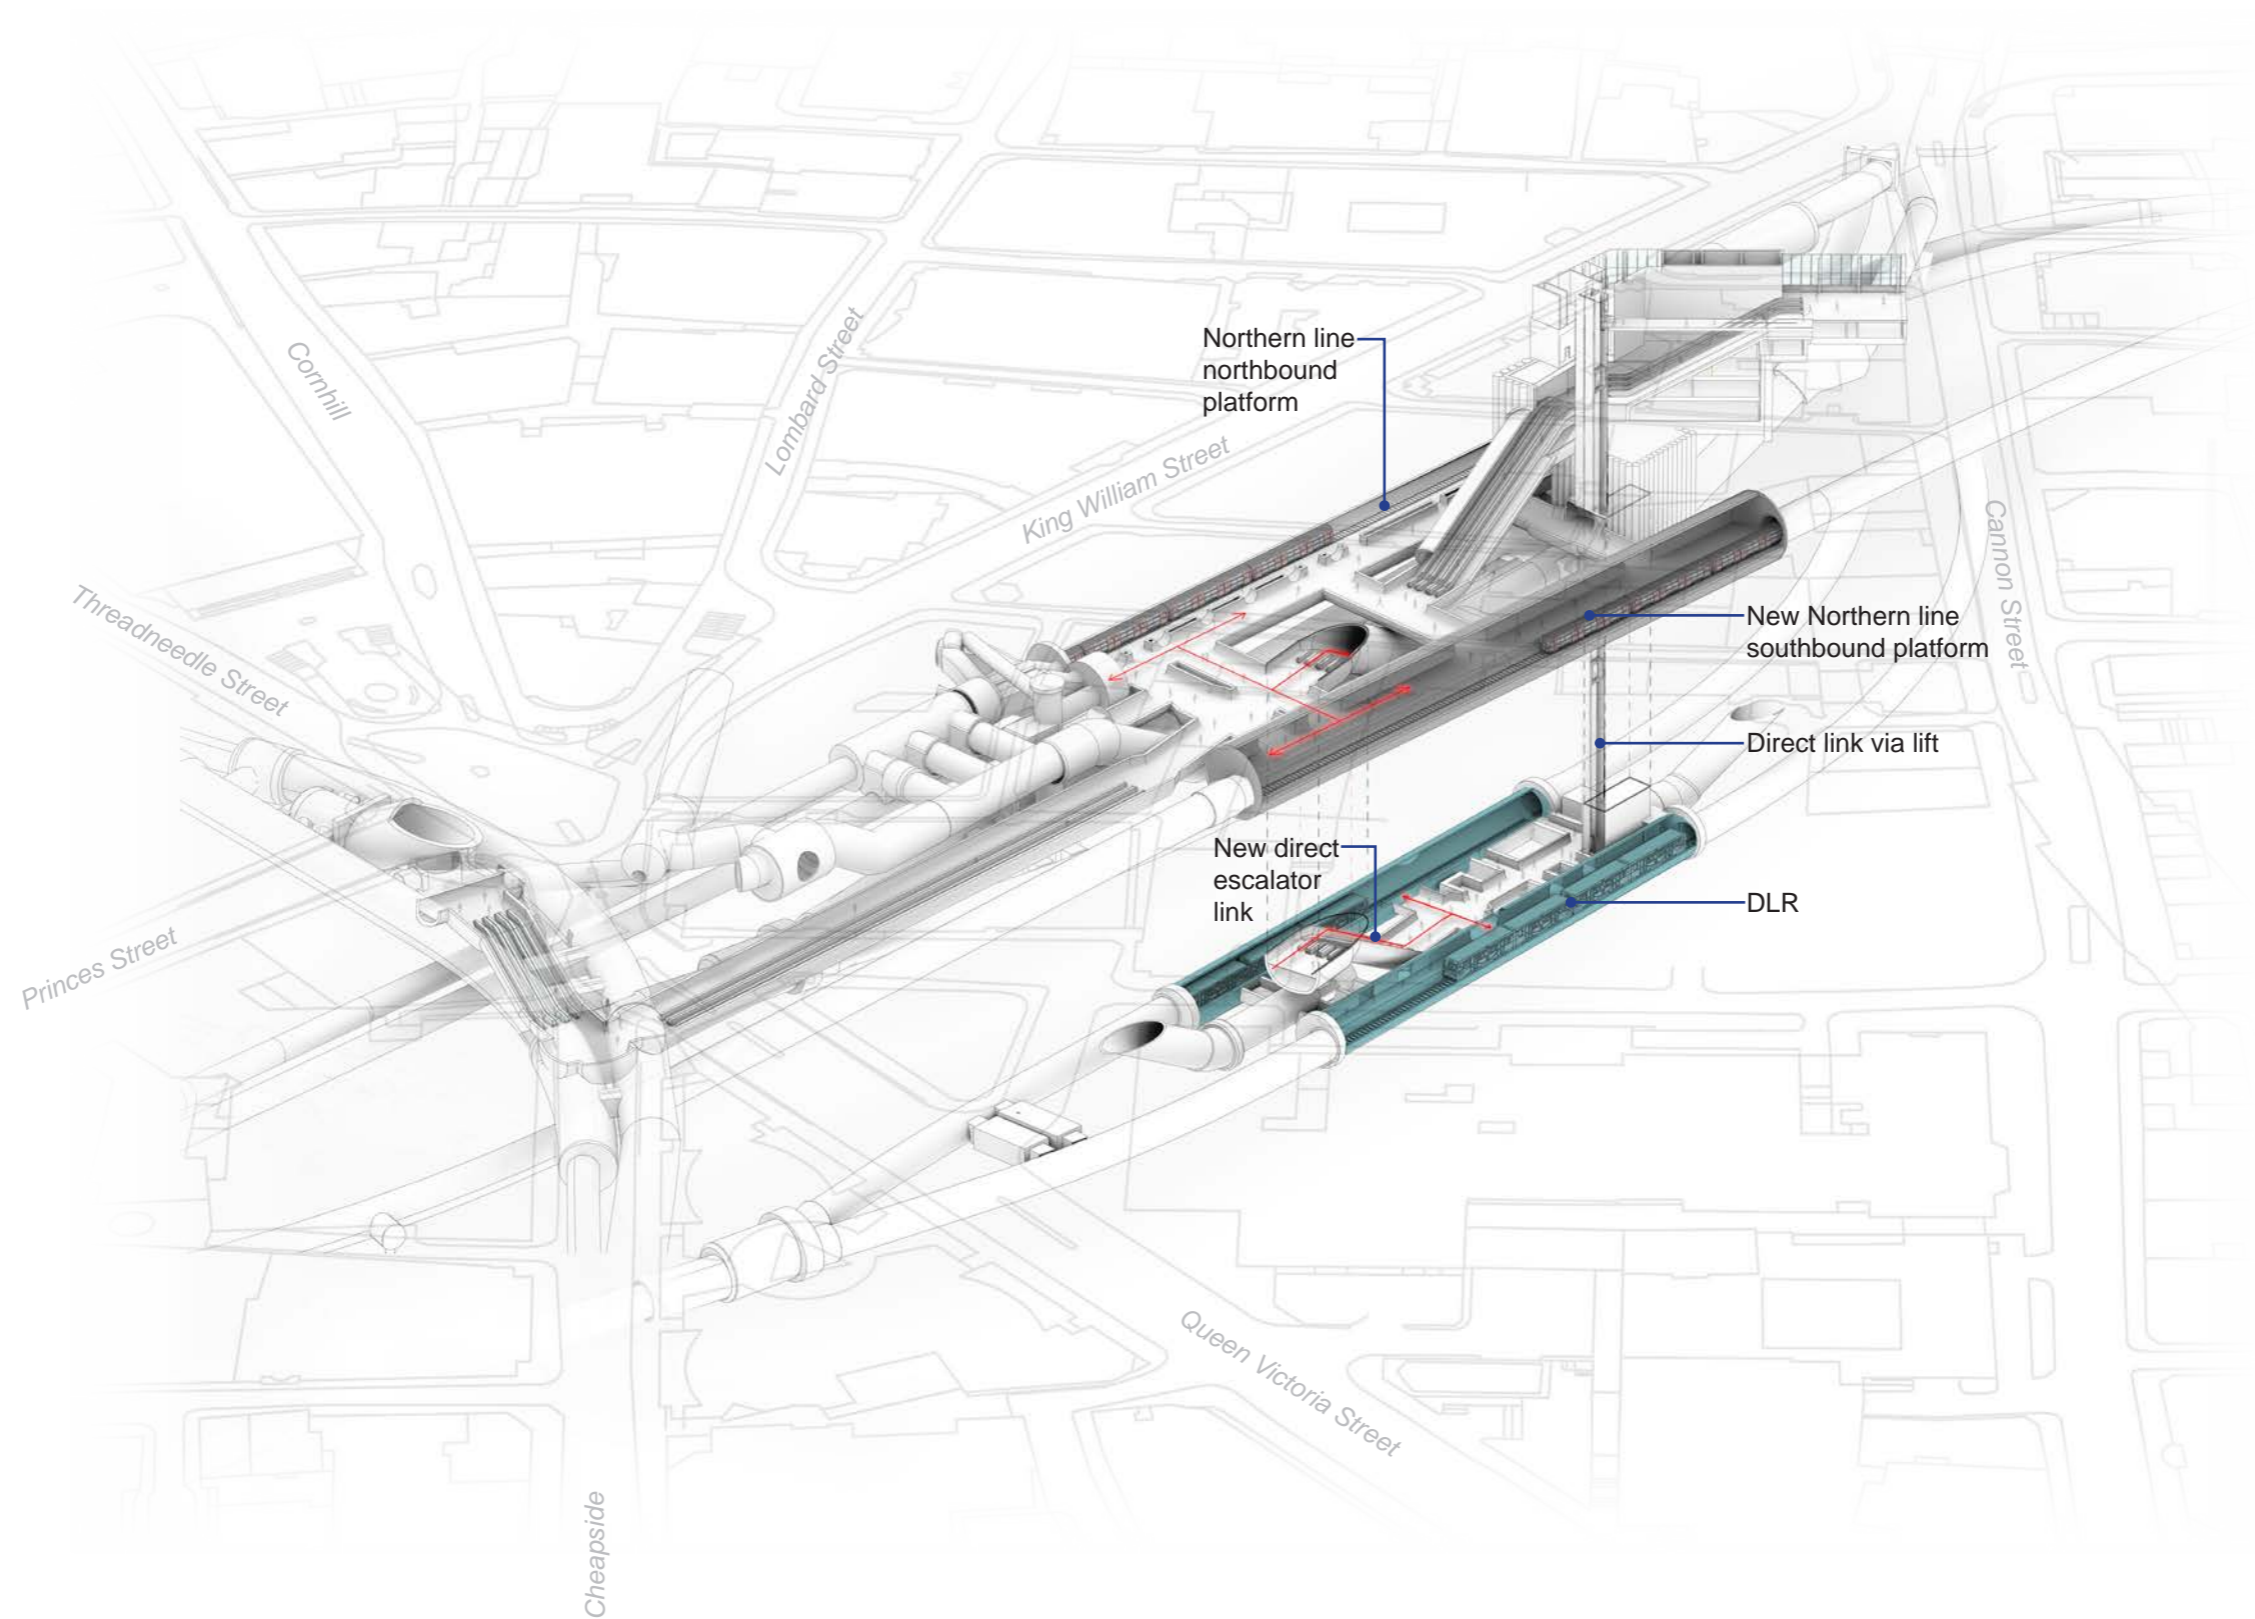 Northern line
northbound
platform
Cornhill
Lombard Street
King William Street
Cannon Street
Threadneedle Street
New Northern line
southbound platform
Direct link via lift
New direct
escalator
link
DLR
Princes Street
Queen Victoria Street
Cheapside